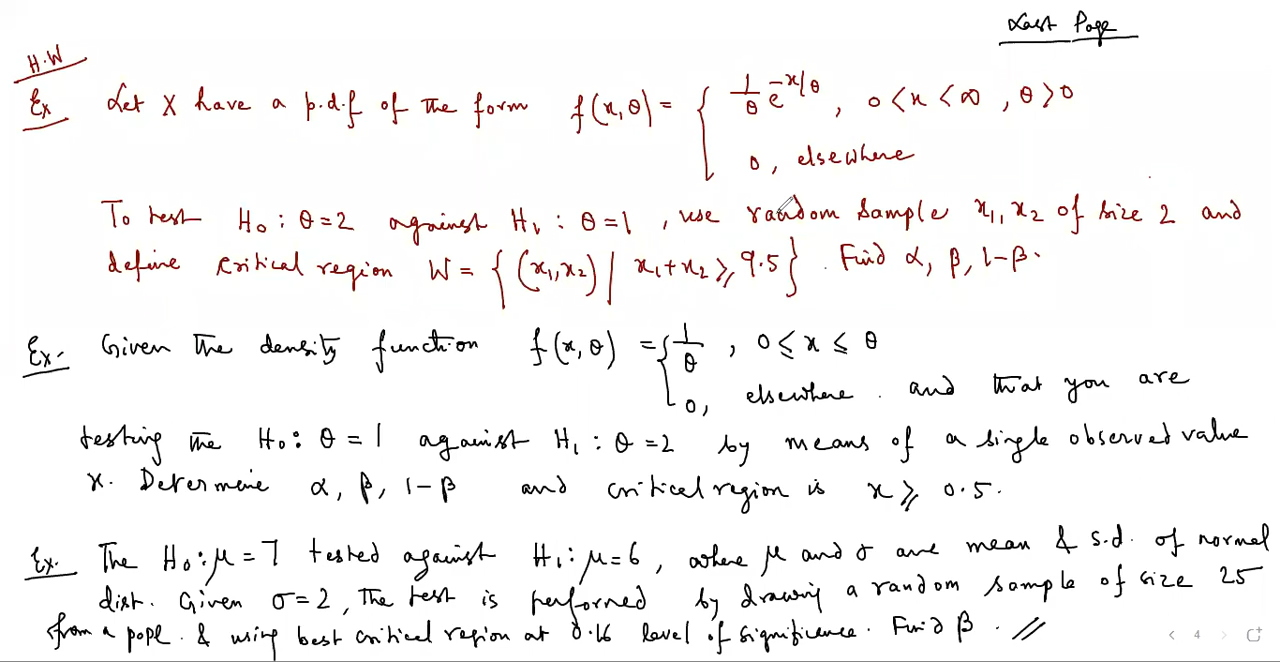 Last Page
H.W
Ex Let X have a p.d.f of the form f(x,θ) = { 1/θ e^{-x/θ}, 0<x<∞, θ>0
0, elsewhere
To test H₀ : θ=2 against H₁ : θ=1, use random sample x₁, x₂ of size 2 and
define critical region W = { (x₁,x₂) | x₁+x₂ ⩾ 9.5 }. Find α, β, 1-β.
Ex. Given the density function f(x,θ) = { 1/θ, 0 ⩽ x ⩽ θ
0, elsewhere. and that you are
testing the H₀ : θ = 1 against H₁ : θ = 2 by means of a single observed value
x. Determine α, β, 1-β and critical region is x ⩾ 0.5.
Ex. The H₀ : μ = 7 tested against H₁ : μ = 6, where μ and σ are mean & s.d. of normal
dist. Given σ = 2, the test is performed by drawing a random sample of size 25
from a popl. & using best critical region at 0.16 level of significance. Find β. //
< 4 >